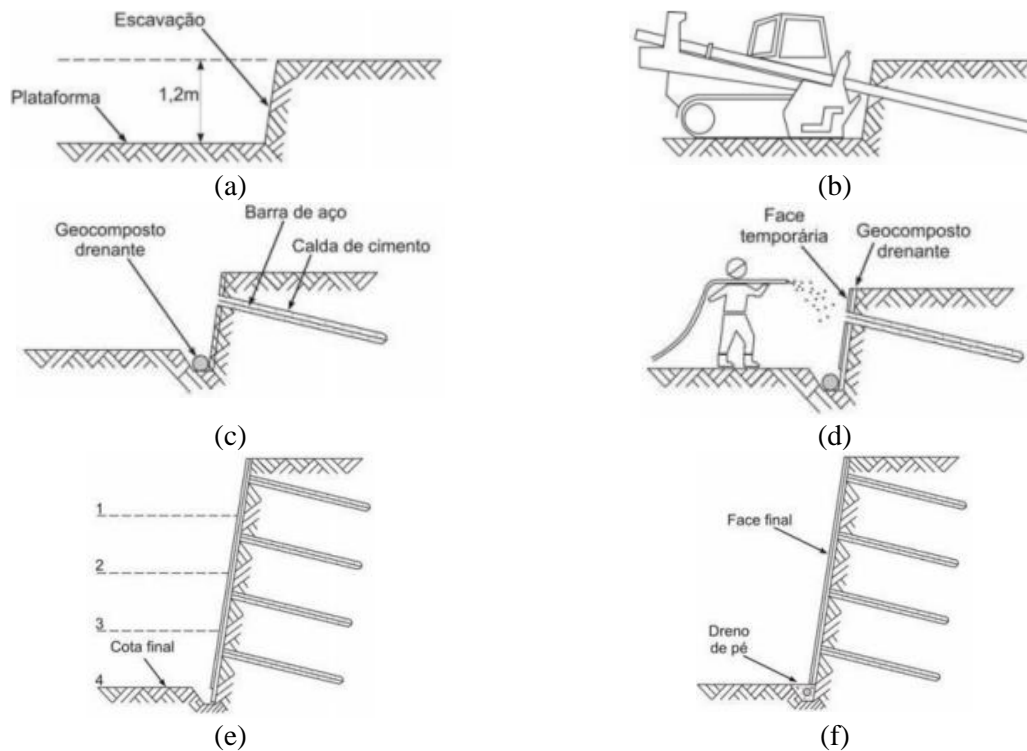 Escavação
1,2m
Plataforma
(a)
(b)
Barra de aço
Geocomposto
drenante
Calda de cimento
(c)
Face
temporária
Geocomposto
drenante
(d)
1
2
3
Cota final
4
(e)
Face final
Dreno
de pé
(f)